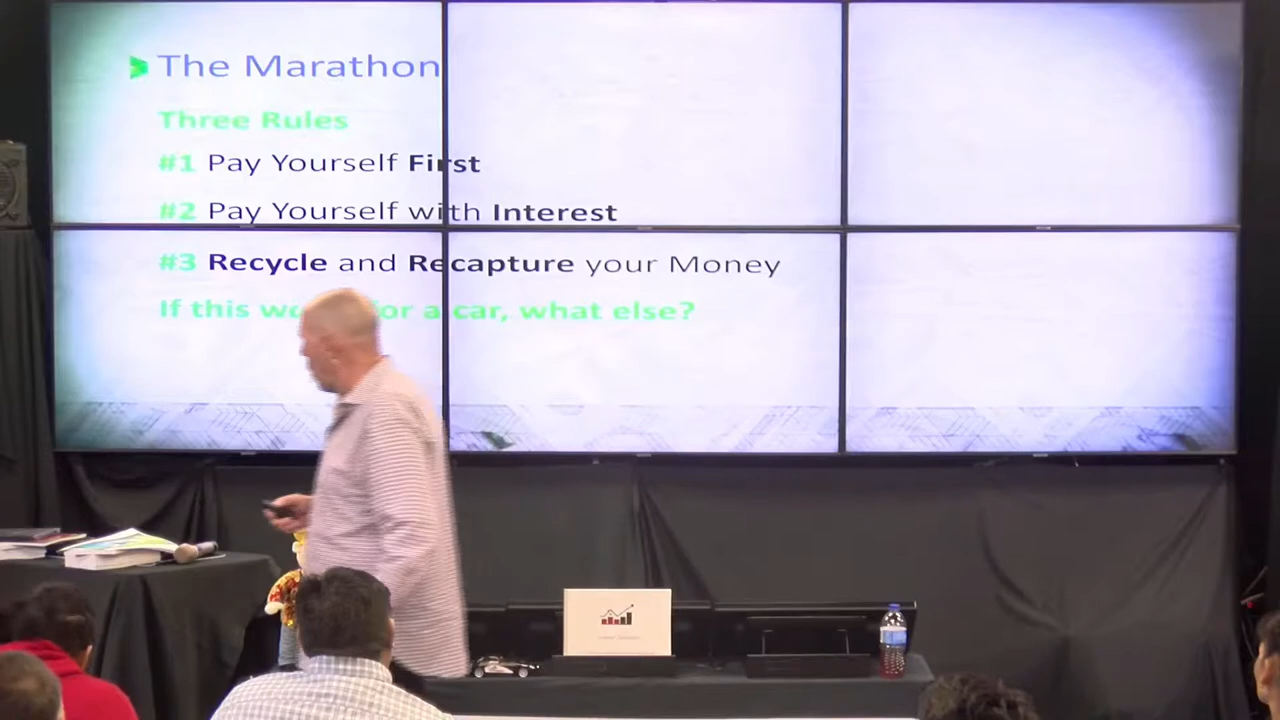 The Marathon
Three Rules
#1 Pay Yourself First
#2 Pay Yourself with Interest
#3 Recycle and Recapture your Money
If this for a car, what else?